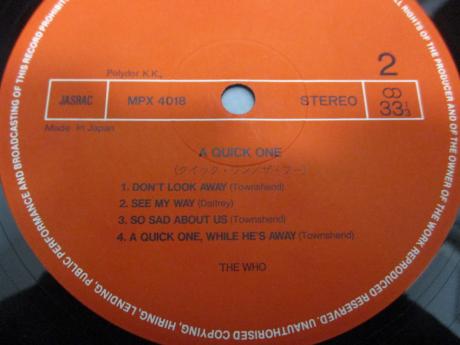 ALL RIGHTS OF THE PRODUCER AND OF THE OWNER OF THE WORK REPRODUCED RESERVED. UNAUTHORISED COPYING, HIRING, LENDING, PUBLIC PERFORMANCE AND BROADCASTING OF THIS RECORD PROHIBITED
Polydor K.K.,
2
JASRAC
MPX 4018
STEREO
33 1/3
Made in Japan
A QUICK ONE
(クイック・ワン/ザ・フー)
1. DON'T LOOK AWAY (Townshend)
2. SEE MY WAY (Daltrey)
3. SO SAD ABOUT US (Townshend)
4. A QUICK ONE, WHILE HE'S AWAY (Townshend)
THE WHO